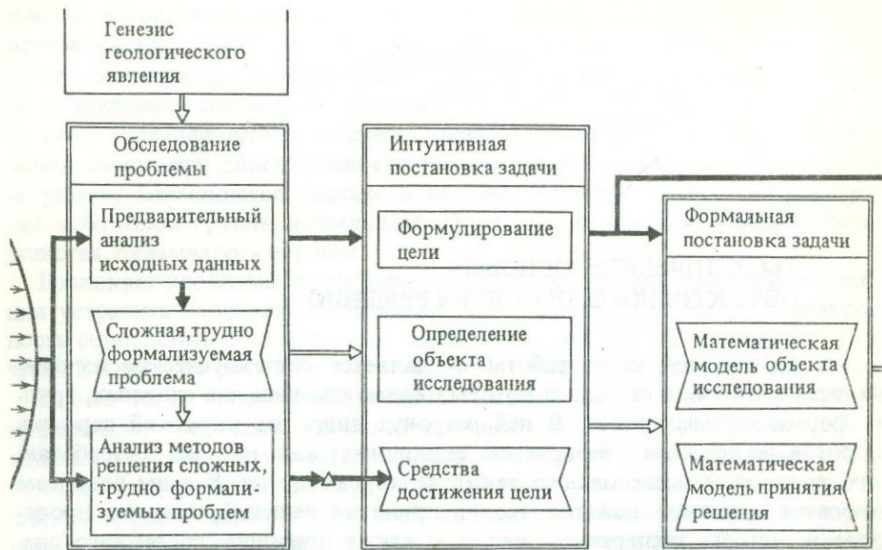 Генезис
геологического
явления
Обследование
проблемы
Предварительный
анализ
исходных данных
Сложная, трудно
формализуемая
проблема
Анализ методов
решения сложных,
трудно формали-
зуемых проблем
Интуитивная
постановка задачи
Формулирование
цели
Определение
объекта
исследования
Средства
достижения цели
Формальная
постановка задачи
Математическая
модель объекта
исследования
Математическая
модель принятия
решения